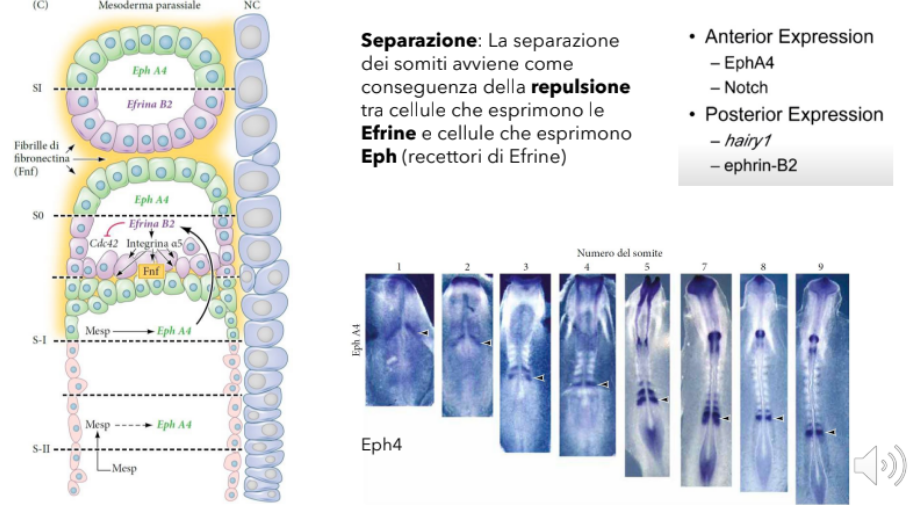 (C)
Mesoderma parassiale
NC
Eph A4
SI
Efrina B2
Fibrille di
fibronectina
(Fnf)
Eph A4
S0
Efrina B2
Cdc42
Integrina α5
Fnf
Mesp
Eph A4
S-I
Mesp
Eph A4
S-II
Mesp
Separazione: La separazione
dei somiti avviene come
conseguenza della repulsione
tra cellule che esprimono le
Efrine e cellule che esprimono
Eph (recettori di Efrine)
• Anterior Expression
– EphA4
– Notch
• Posterior Expression
– hairy1
– ephrin-B2
Numero del somite
1 2 3 4 5 7 8 9
Eph A4
Eph4